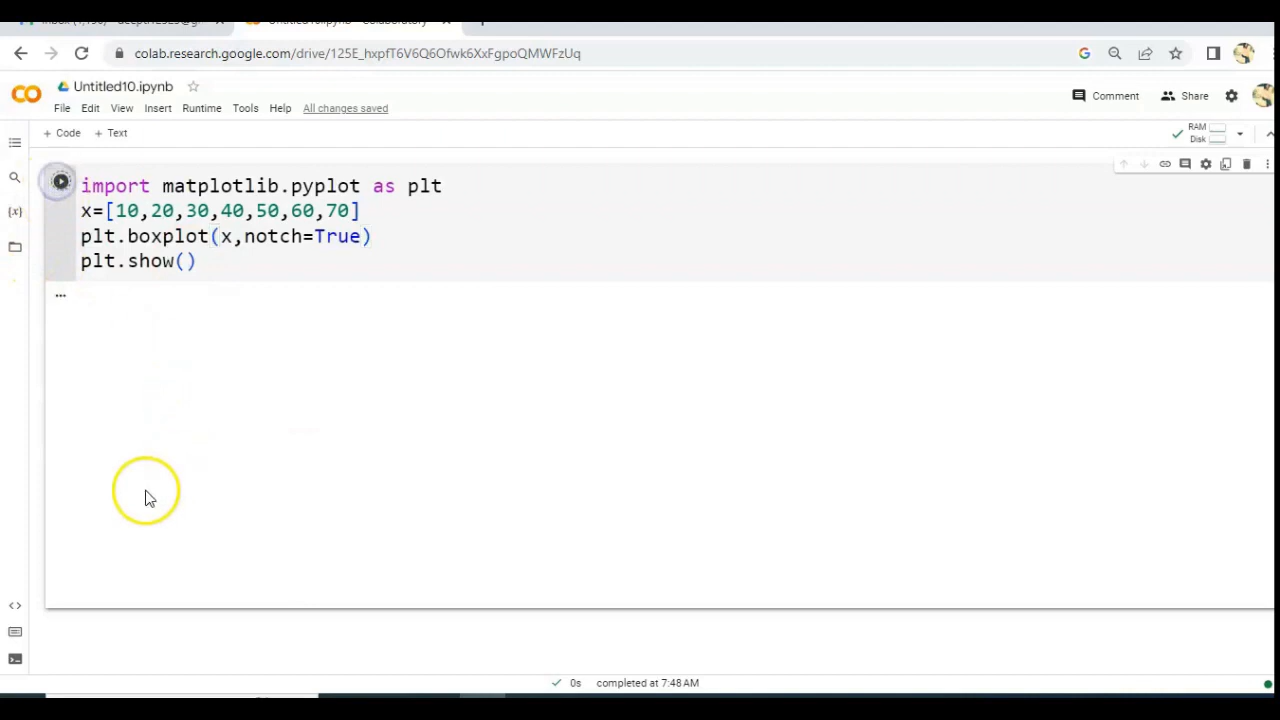 colab.research.google.com/drive/125E_hxpfT6V6Q6Ofwk6XxFgpoQMWFzUq
Untitled10.ipynb
Comment
Share
File Edit View Insert Runtime Tools Help All changes saved
+ Code + Text
RAM
Disk
import matplotlib.pyplot as plt
x=[10,20,30,40,50,60,70]
plt.boxplot(x,notch=True)
plt.show()
...
0s completed at 7:48 AM